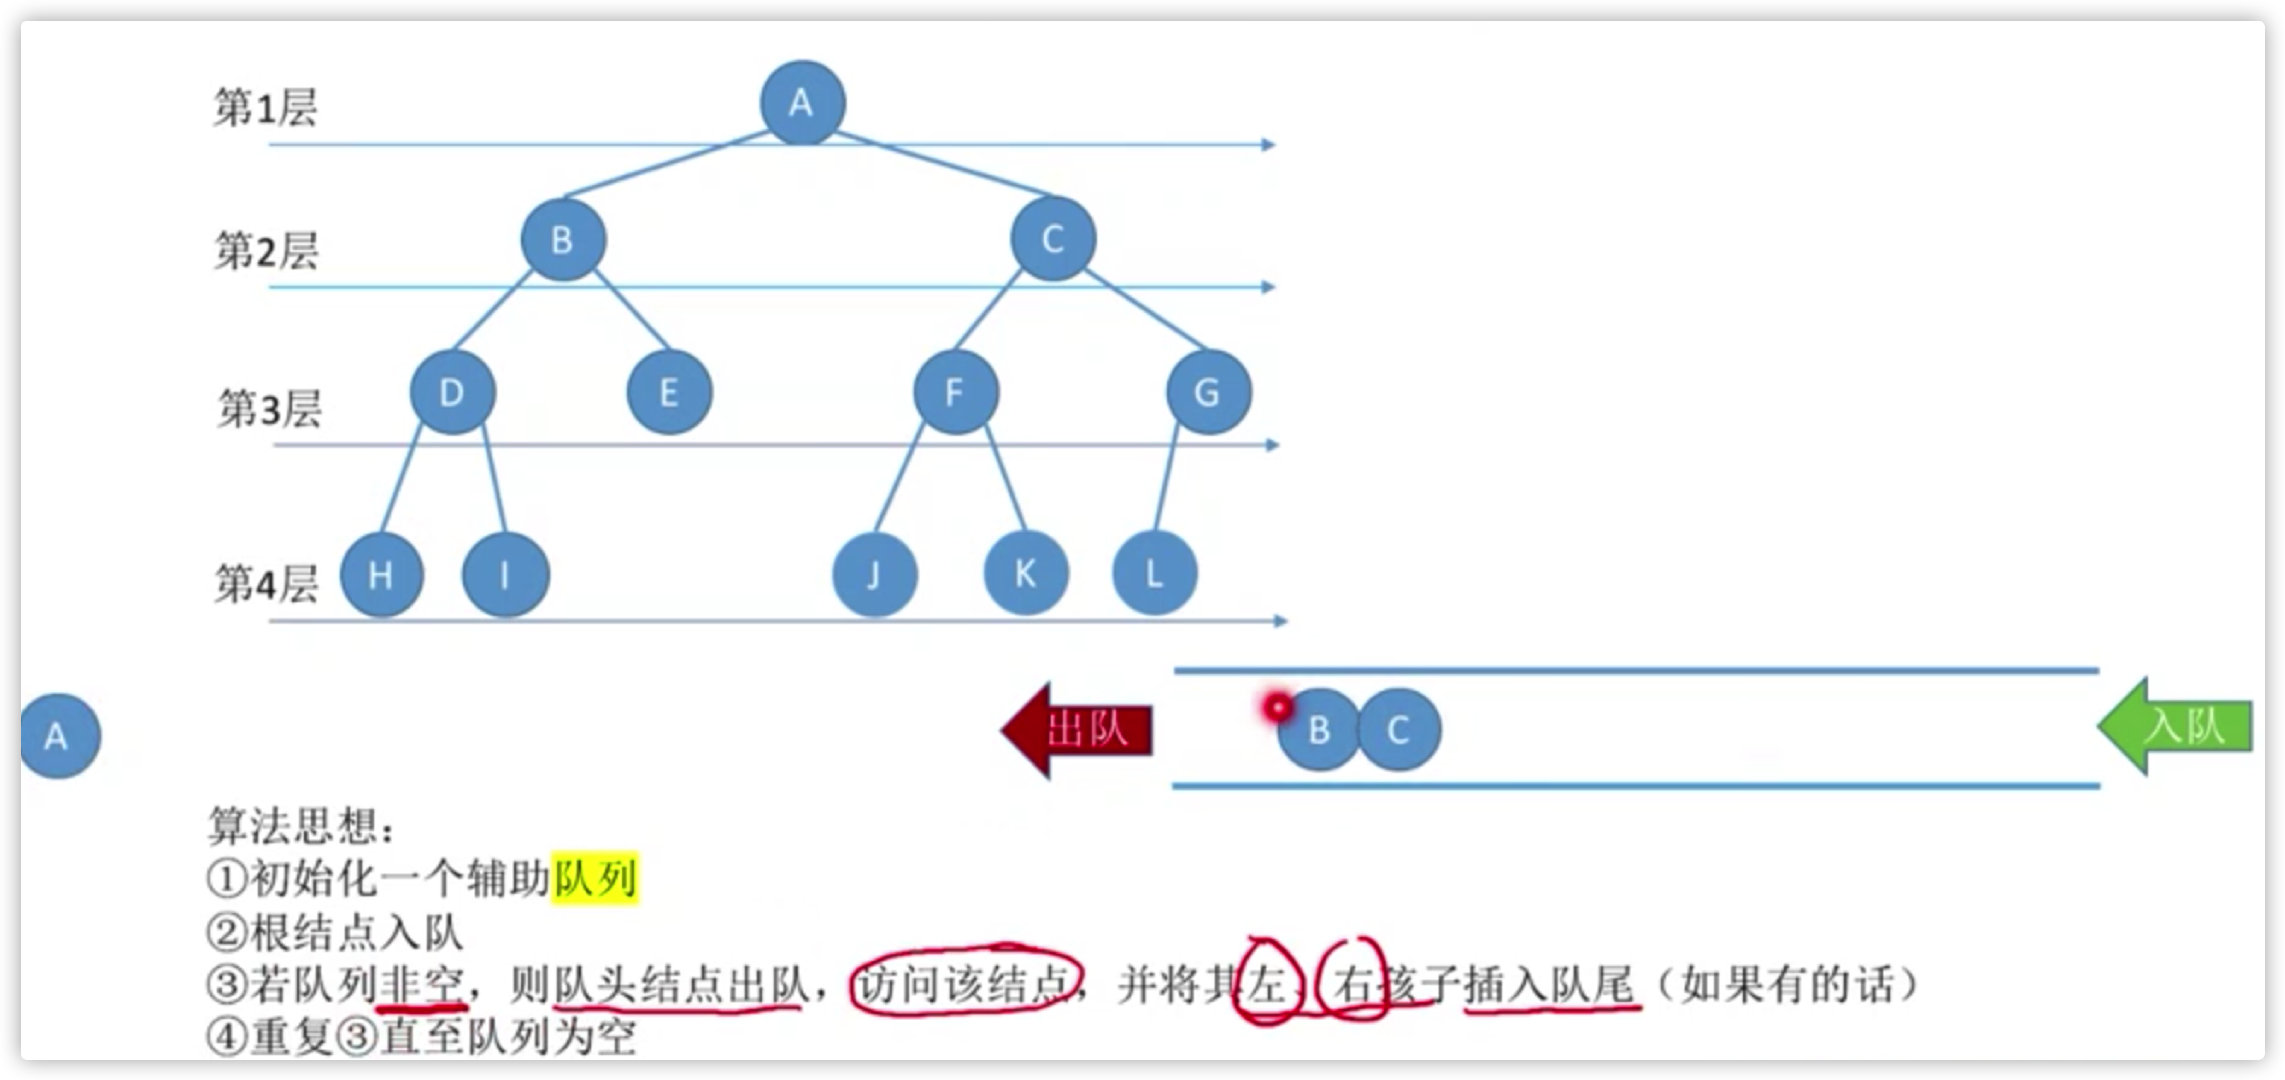 第1层 A
第2层 B C
第3层 D E F G
第4层 H I J K L
A 出队 B C 入队
算法思想：
①初始化一个辅助队列
②根结点入队
③若队列非空，则队头结点出队，访问该结点，并将其左、右孩子插入队尾（如果有的话）
④重复③直至队列为空